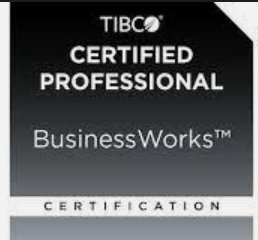 TIBCO®
CERTIFIED
PROFESSIONAL
BusinessWorks™
CERTIFICATION